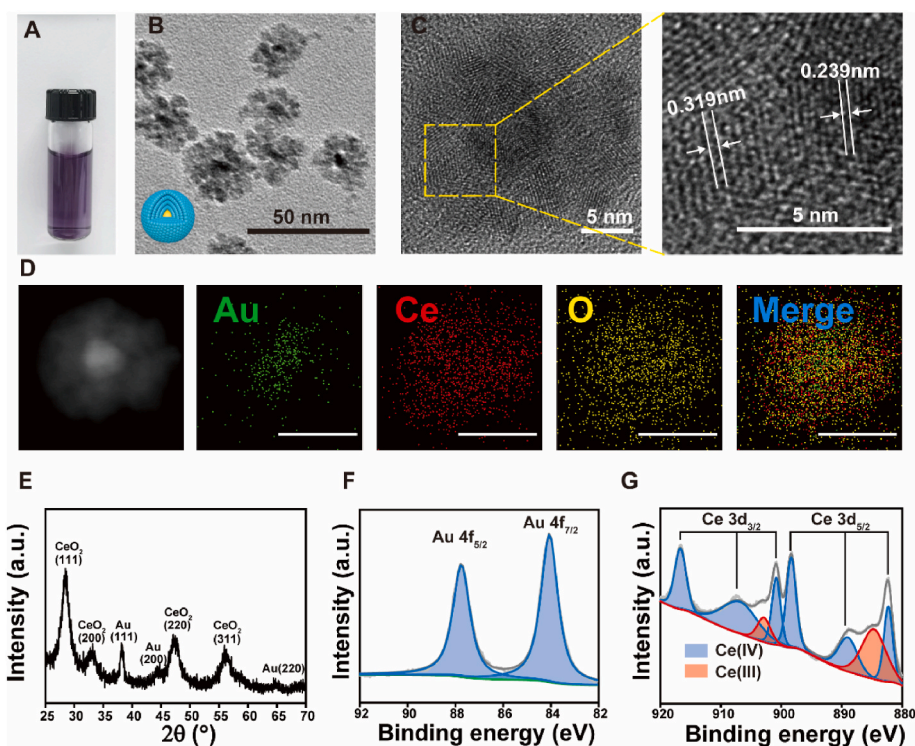 A
B
50 nm
C
5 nm
0.319nm
0.239nm
5 nm
D
Au
Ce
O
Merge
E
Intensity (a.u.)
CeO₂
(111)
CeO₂
(200)
Au
(111)
Au
(200)
CeO₂
(220)
CeO₂
(311)
Au(220)
25 30 35 40 45 50 55 60 65 70
2θ (°)
F
Intensity (a.u.)
Au 4f₅/₂
Au 4f₇/₂
92 90 88 86 84 82
Binding energy (eV)
G
Intensity (a.u.)
Ce 3d₃/₂
Ce 3d₅/₂
Ce(IV)
Ce(III)
920 910 900 890 880
Binding energy (eV)